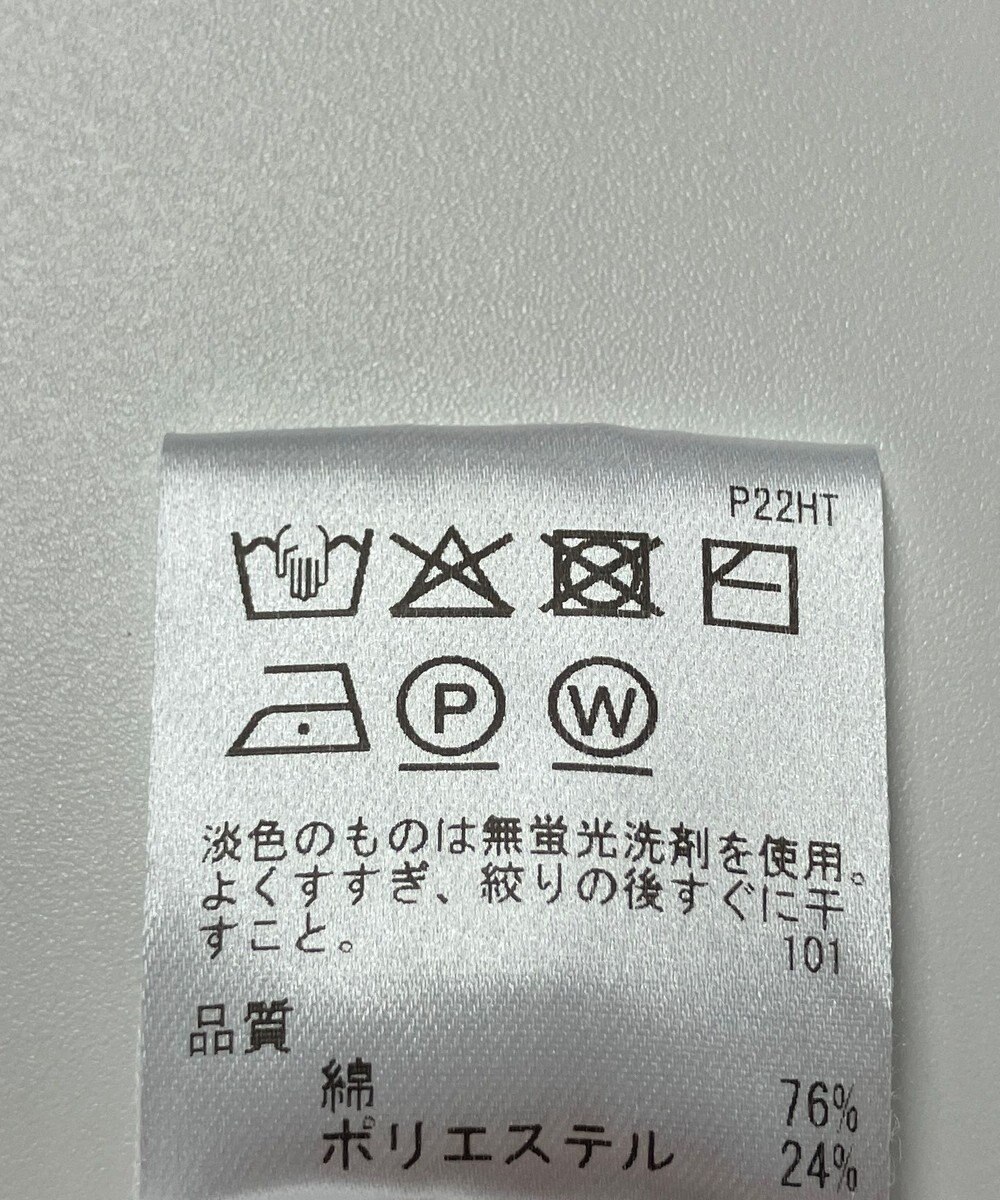 P22HT
P
W
淡色のものは無蛍光洗剤を使用。
よくすすぎ、絞りの後すぐに干
すこと。
101
品質
綿 76%
ポリエステル 24%